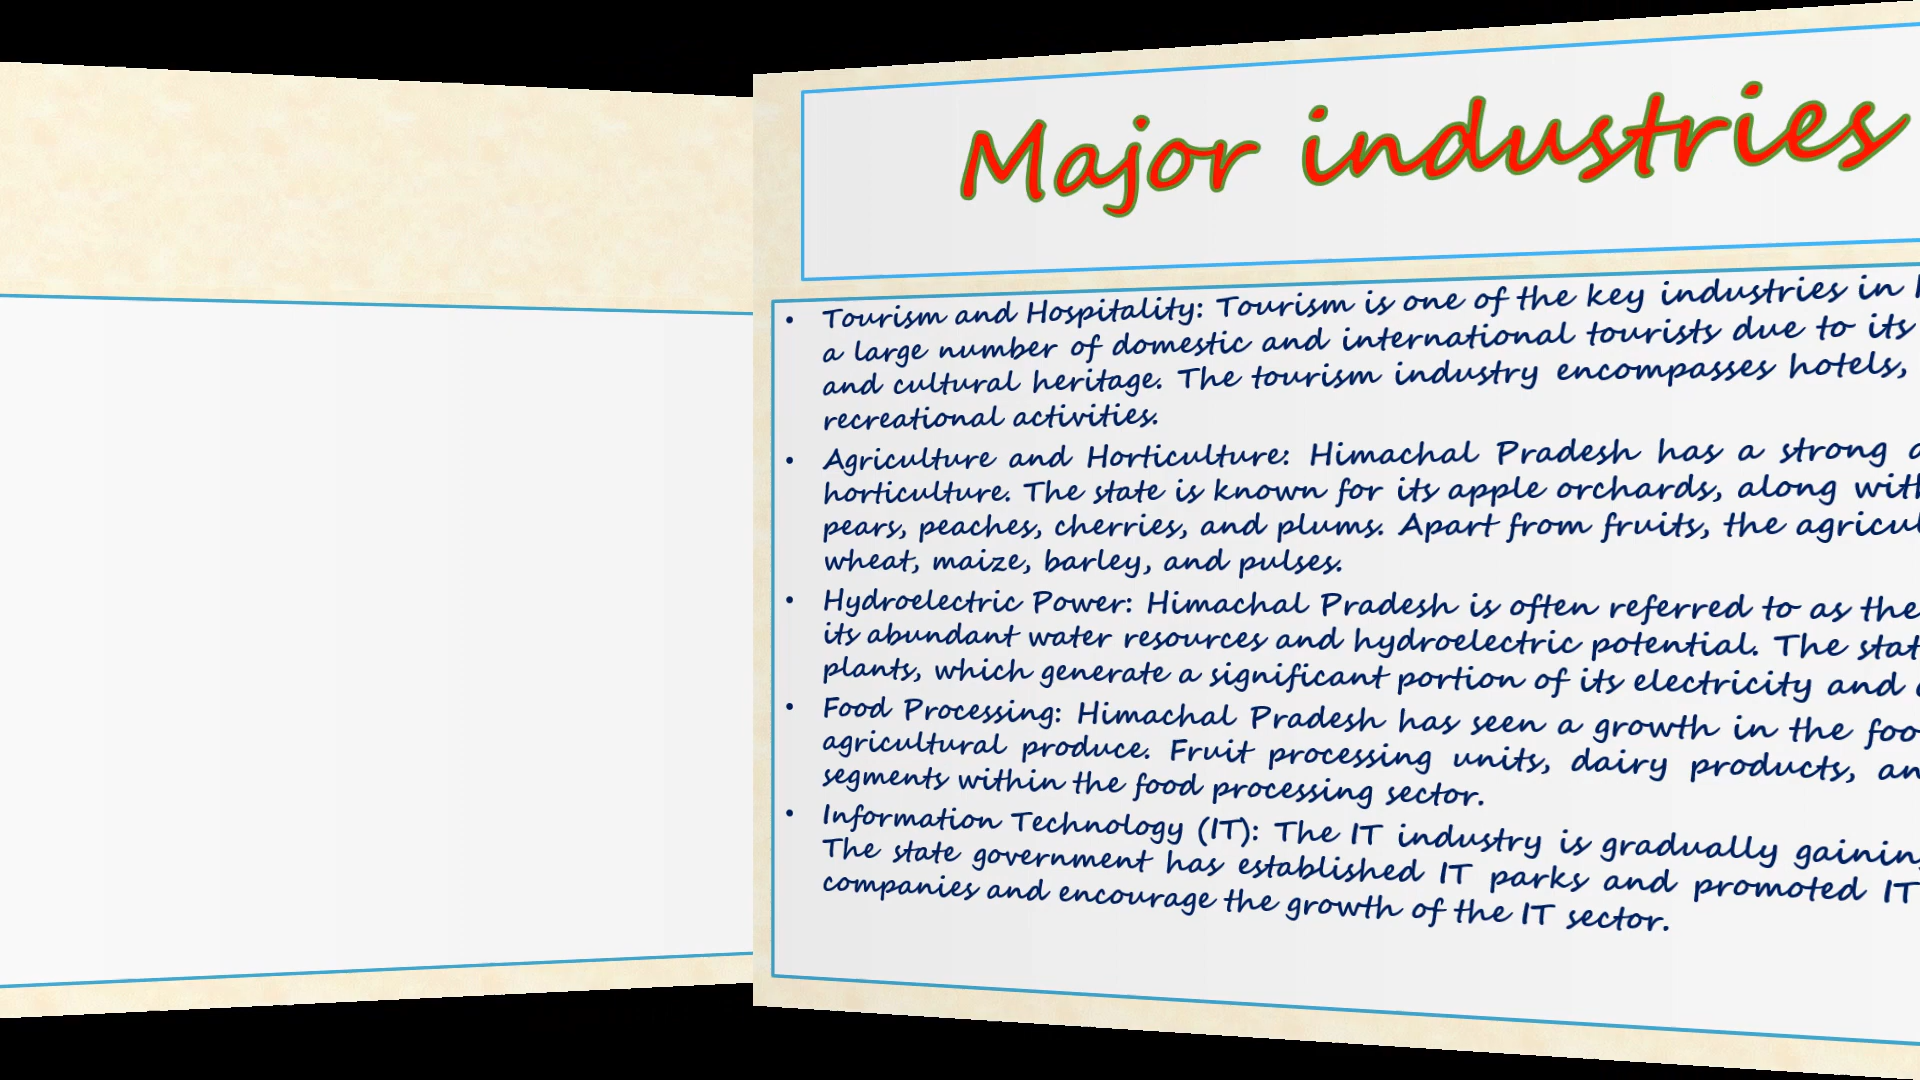 Major industries
• Tourism and Hospitality: Tourism is one of the key industries in
a large number of domestic and international tourists due to its
and cultural heritage. The tourism industry encompasses hotels,
recreational activities.
• Agriculture and Horticulture: Himachal Pradesh has a strong
horticulture. The state is known for its apple orchards, along with
pears, peaches, cherries, and plums. Apart from fruits, the agricul
wheat, maize, barley, and pulses.
• Hydroelectric Power: Himachal Pradesh is often referred to as the
its abundant water resources and hydroelectric potential. The stat
plants, which generate a significant portion of its electricity and
• Food Processing: Himachal Pradesh has seen a growth in the foo
agricultural produce. Fruit processing units, dairy products, an
segments within the food processing sector.
• Information Technology (IT): The IT industry is gradually gaining
The state government has established IT parks and promoted IT
companies and encourage the growth of the IT sector.